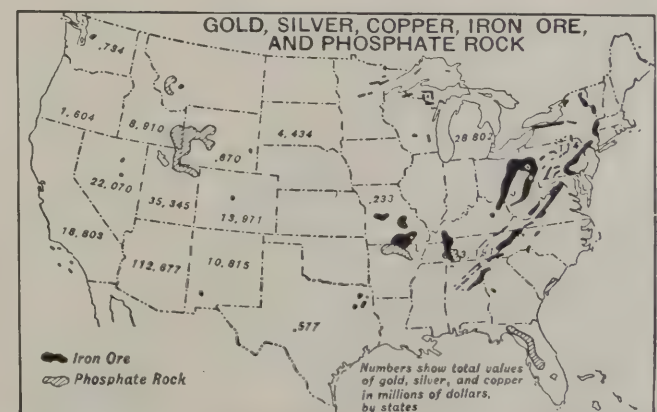 GOLD, SILVER, COPPER, IRON ORE,
AND PHOSPHATE ROCK
.734
1,604
8,910
4,434
.670
28.802
22,070
35,345
13,971
.233
18,803
112,677
10,815
.577
Iron Ore
Phosphate Rock
Numbers show total values
of gold, silver, and copper
in millions of dollars,
by states